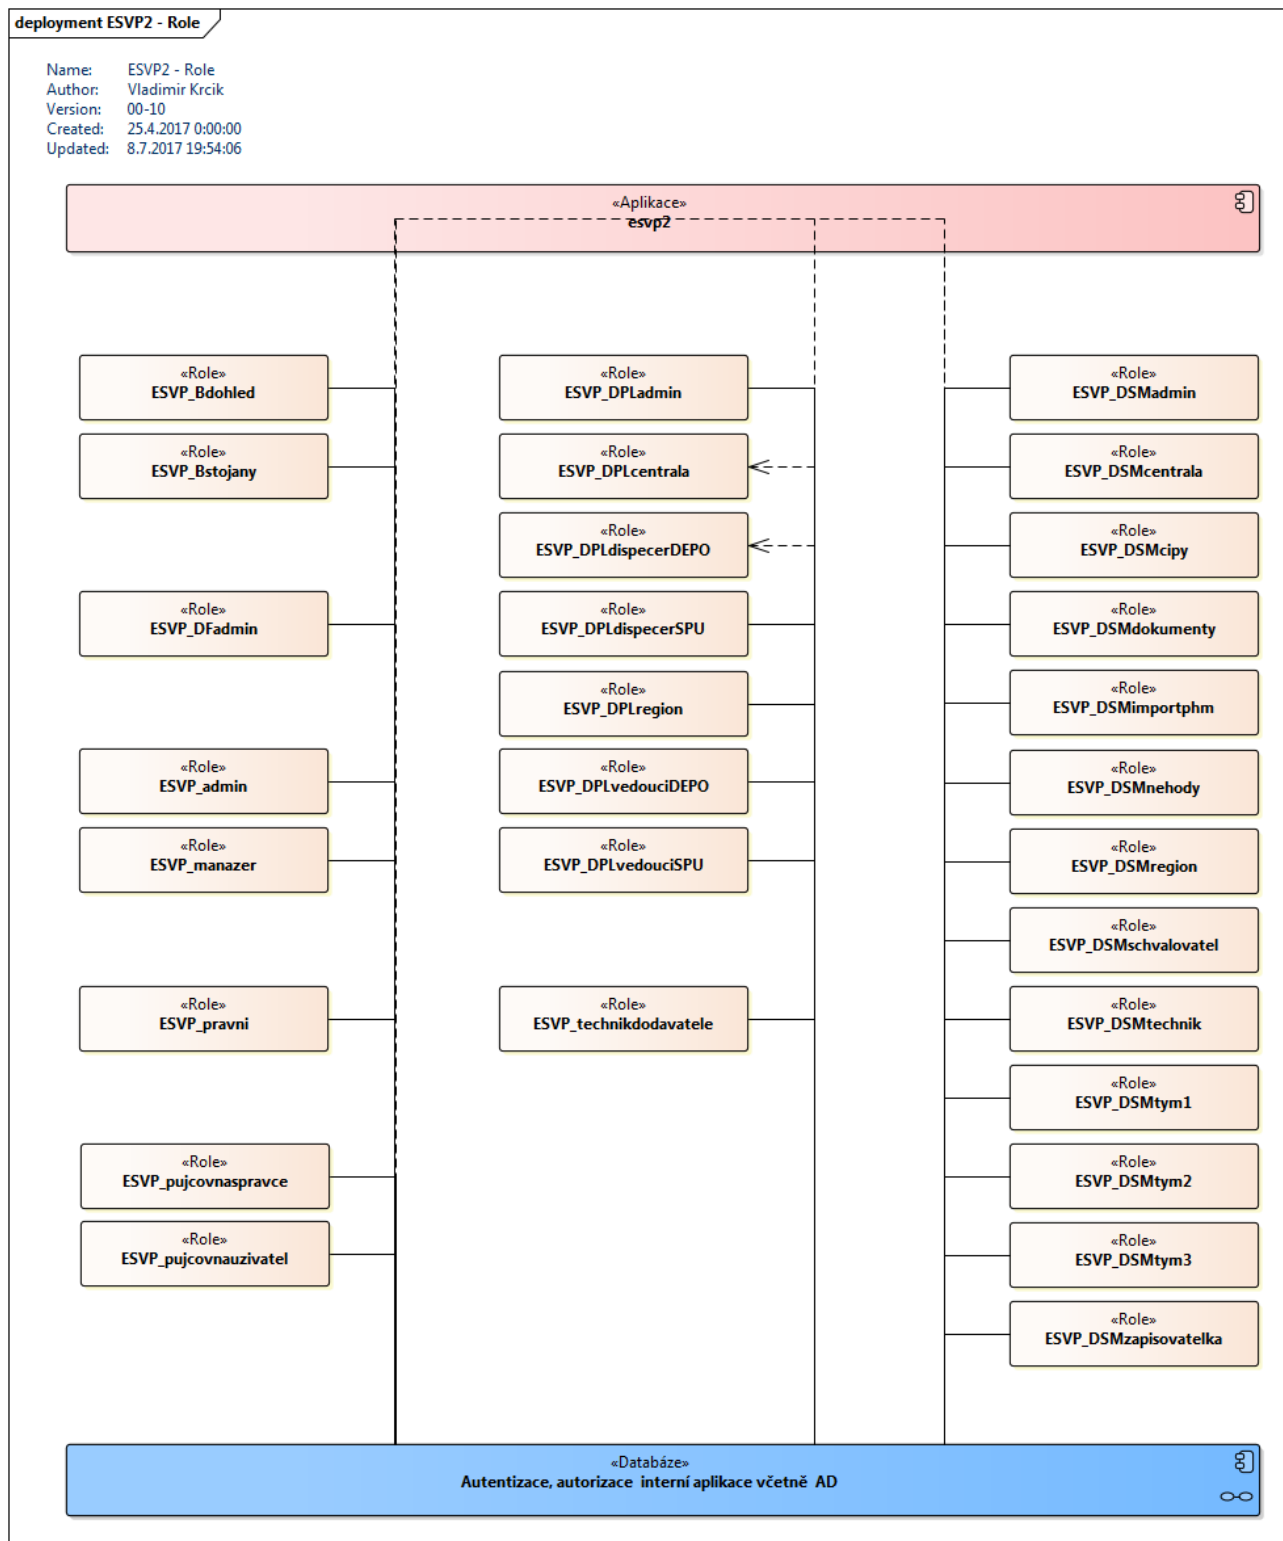 deployment ESVP2 - Role
Name: ESVP2 - Role
Author: Vladimir Krcik
Version: 00-10
Created: 25.4.2017 0:00:00
Updated: 8.7.2017 19:54:06
«Aplikace»
esvp2
«Role»
ESVP_Bdohled
«Role»
ESVP_Bstojany
«Role»
ESVP_DFadmin
«Role»
ESVP_admin
«Role»
ESVP_manazer
«Role»
ESVP_pravni
«Role»
ESVP_pujcovnaspravce
«Role»
ESVP_pujcovnauzivatel
«Role»
ESVP_DPLadmin
«Role»
ESVP_DPLcentrala
«Role»
ESVP_DPLdispecerDEPO
«Role»
ESVP_DPLdispecerSPU
«Role»
ESVP_DPLregion
«Role»
ESVP_DPLvedouciDEPO
«Role»
ESVP_DPLvedouciSPU
«Role»
ESVP_technikdodavatele
«Role»
ESVP_DSMadmin
«Role»
ESVP_DSMcentrala
«Role»
ESVP_DSMcipy
«Role»
ESVP_DSMdokumenty
«Role»
ESVP_DSMimportphm
«Role»
ESVP_DSMnehody
«Role»
ESVP_DSMregion
«Role»
ESVP_DSMschvalovatel
«Role»
ESVP_DSMtechnik
«Role»
ESVP_DSMtym1
«Role»
ESVP_DSMtym2
«Role»
ESVP_DSMtym3
«Role»
ESVP_DSMzapisovatelka
«Databáze»
Autentizace, autorizace interní aplikace včetně AD